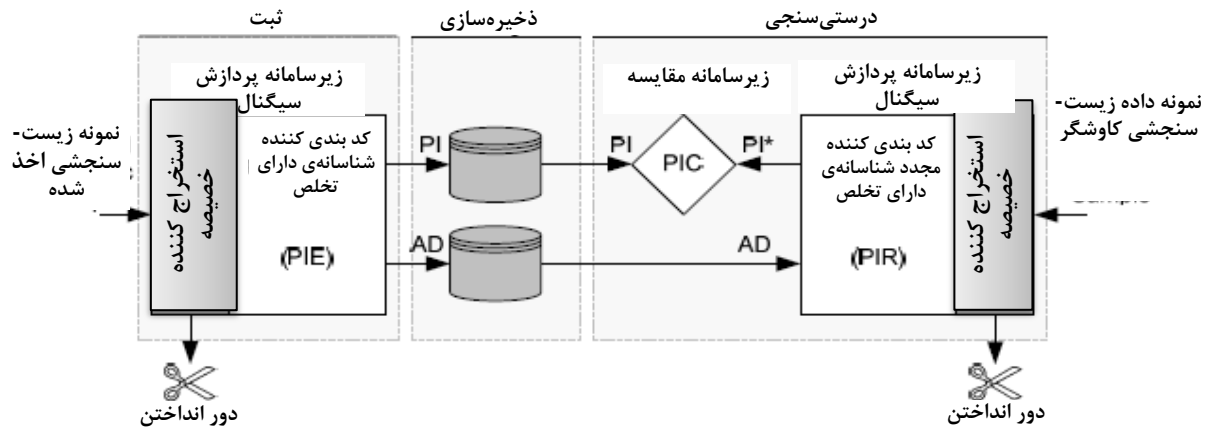 ثبت
ذخیره‌سازی
درستی‌سنجی
زیرسامانه پردازش
سیگنال
زیرسامانه مقایسه
زیرسامانه پردازش
سیگنال
نمونه زیست-
سنجشی اخذ
شده
استخراج کننده
خصیصه
کد بندی کننده
شناسانه‌ی دارای
تخلص
(PIE)
PI
AD
PI
PIC
PI*
AD
کد بندی کننده
مجدد شناسانه‌ی
دارای تخلص
(PIR)
استخراج کننده
خصیصه
نمونه داده زیست-
سنجشی کاوشگر
دور انداختن
دور انداختن